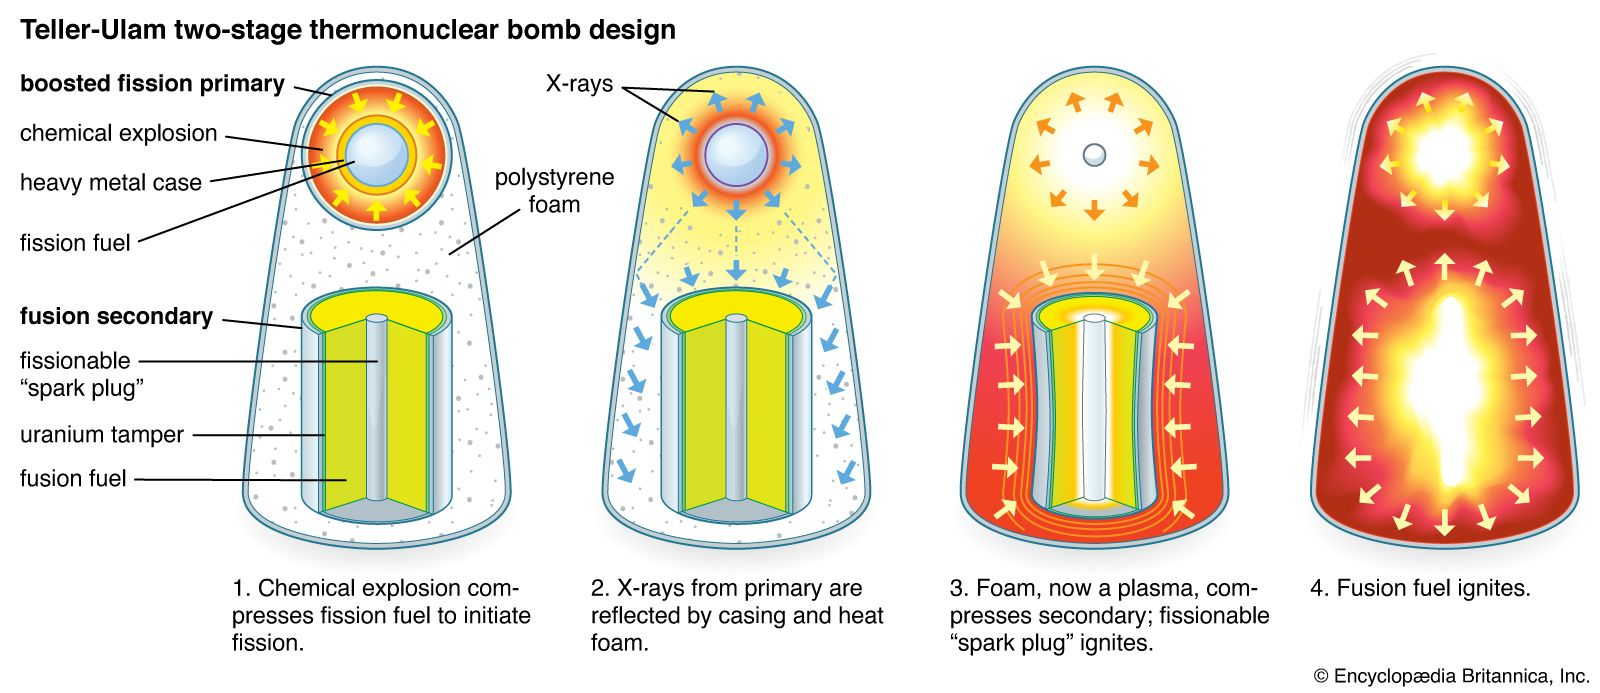 Teller-Ulam two-stage thermonuclear bomb design
boosted fission primary
chemical explosion
heavy metal case
fission fuel
fusion secondary
fissionable
“spark plug”
uranium tamper
fusion fuel
polystyrene
foam
X-rays
1. Chemical explosion com-
presses fission fuel to initiate
fission.
2. X-rays from primary are
reflected by casing and heat
foam.
3. Foam, now a plasma, com-
presses secondary; fissionable
“spark plug” ignites.
4. Fusion fuel ignites.
© Encyclopædia Britannica, Inc.